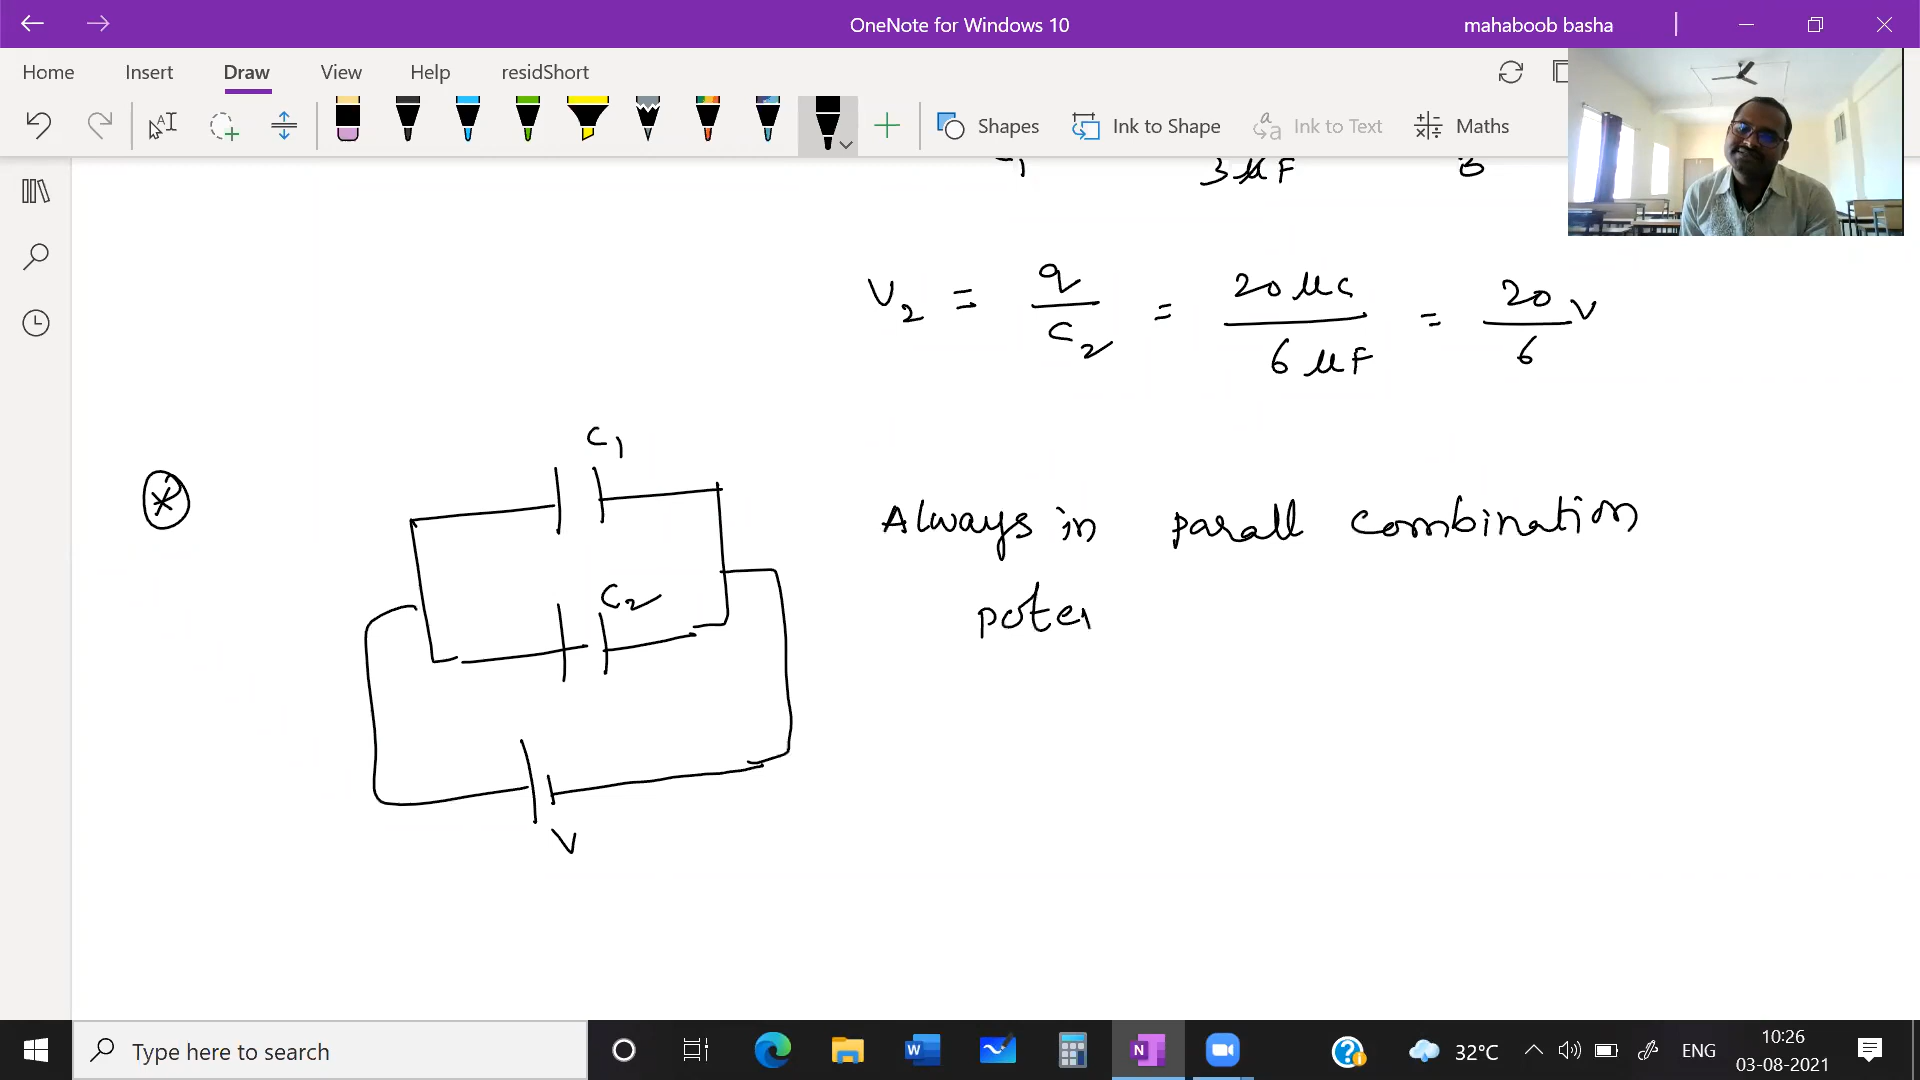 OneNote for Windows 10
mahaboob basha
Home Insert Draw View Help residShort
Shapes Ink to Shape Ink to Text Maths
3 μF
V2 = q/C2 = 20 μC/6 μF = 20/6 V
C1
Always in parall combination
C2
poten
V
Type here to search
32°C ENG 10:26
03-08-2021